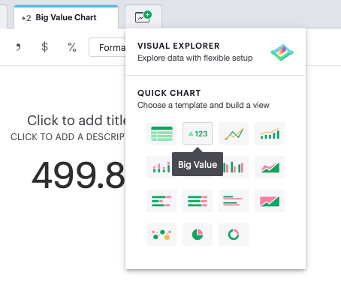 ▲2 Big Value Chart
, $ % Forma
VISUAL EXPLORER
Explore data with flexible setup
QUICK CHART
Choose a template and build a view
▲123
Big Value
Click to add title
CLICK TO ADD A DESCRIP
499.8